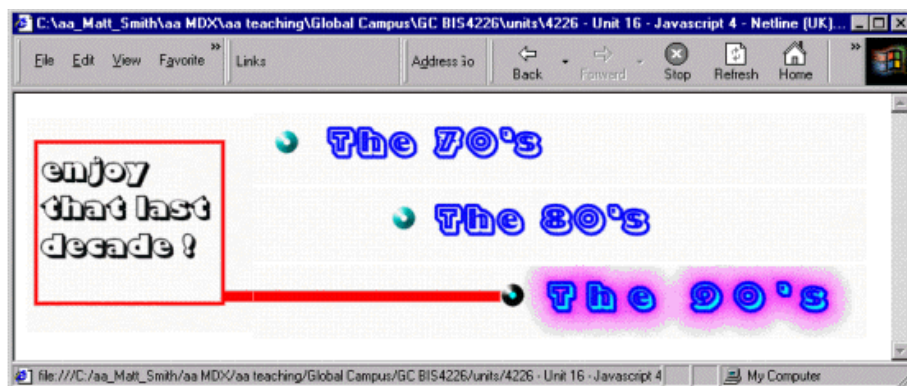 C:\aa_Matt_Smith\aa MDX\aa teaching\Global Campus\GC BIS4226\units\4226 - Unit 16 - Javascript 4 - Netline (UK)...
File Edit View Favorite » Links Address io Back Forward Stop Refresh Home »
enjoy
that last
decade !
The 70's
The 80's
The 90's
file:///C:/aa_Matt_Smith/aa MDX/aa teaching/Global Campus/GC BIS4226/units/4226 - Unit 16 - Javascript 4 My Computer